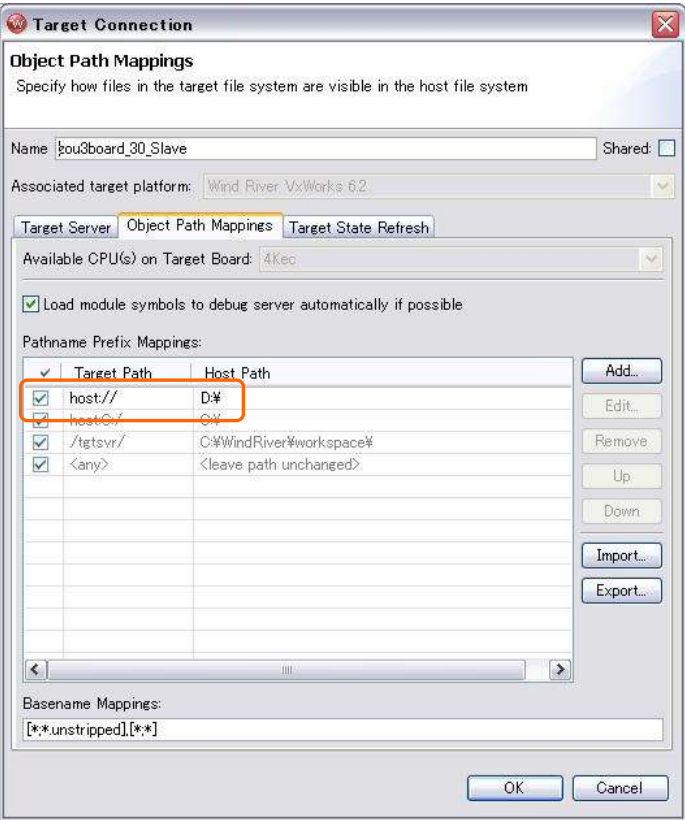 Target Connection
Object Path Mappings
Specify how files in the target file system are visible in the host file system
Name kou3board_30_Slave Shared:
Associated target platform: Wind River VxWorks 6.2
Target Server Object Path Mappings Target State Refresh
Available CPU(s) on Target Board: 4Kec
Load module symbols to debug server automatically if possible
Pathname Prefix Mappings:
Target Path Host Path Add...
host:// D:¥ Edit...
host:C:/ C:¥
/tgtsvr/ C:¥WindRiver¥workspace¥ Remove
<any> <leave path unchanged> Up
Down
Import...
Export...
Basename Mappings:
[*;*.unstripped],[*;*]
OK Cancel